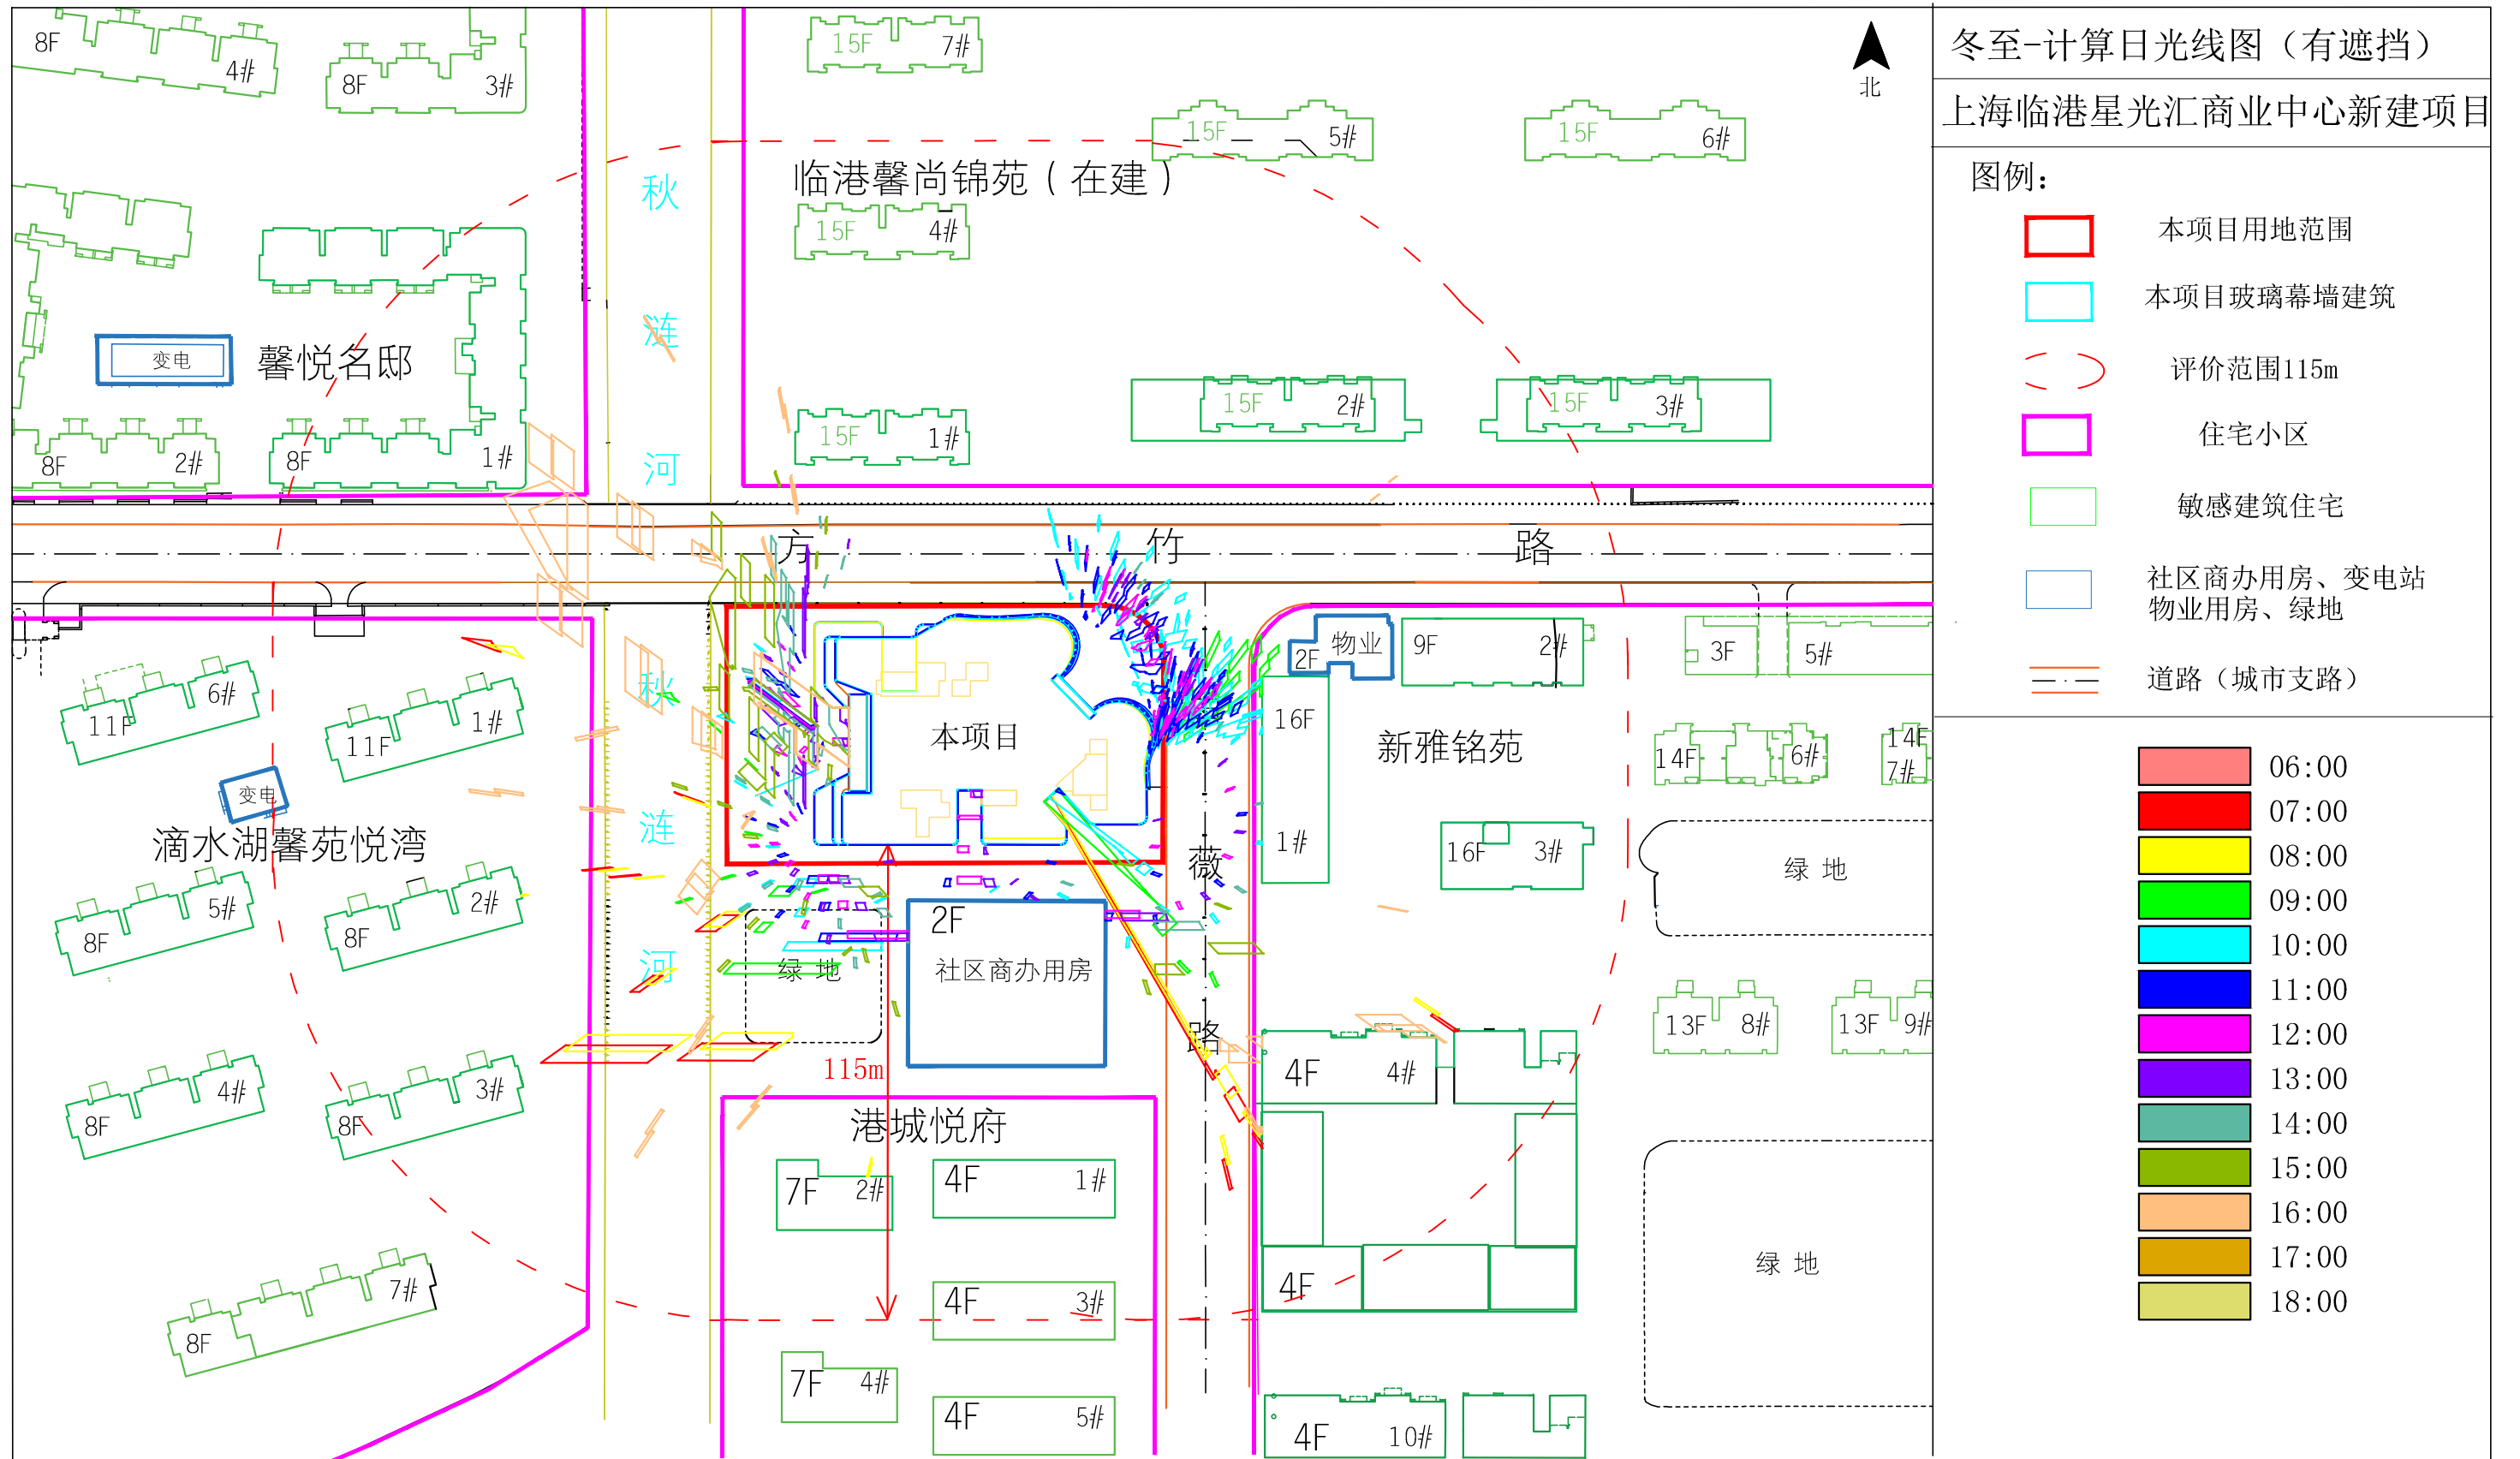 冬至-计算日光线图（有遮挡）
上海临港星光汇商业中心新建项目
图例：
本项目用地范围
本项目玻璃幕墙建筑
评价范围115m
住宅小区
敏感建筑住宅
社区商办用房、变电站
物业用房、绿地
道路（城市支路）
06:00
07:00
08:00
09:00
10:00
11:00
12:00
13:00
14:00
15:00
16:00
17:00
18:00
北
8F
4#
8F
3#
15F
7#
15F
5#
15F
6#
临港馨尚锦苑（在建）
15F
4#
秋
涟
河
变电
馨悦名邸
8F
2#
8F
1#
15F
1#
15F
2#
15F
3#
方 竹 路
11F
6#
11F
1#
变电
滴水湖馨苑悦湾
8F
5#
8F
2#
8F
4#
8F
3#
8F
7#
秋
涟
河
本项目
2F
物业
9F
2#
3F
5#
16F
1#
新雅铭苑
14F
6#
14F
7#
16F
3#
绿 地
薇
路
2F
社区商办用房
绿 地
115m
13F
8#
13F
9#
4F
4#
4F
港城悦府
7F
2#
4F
1#
4F
3#
7F
4#
4F
5#
绿 地
4F
10#